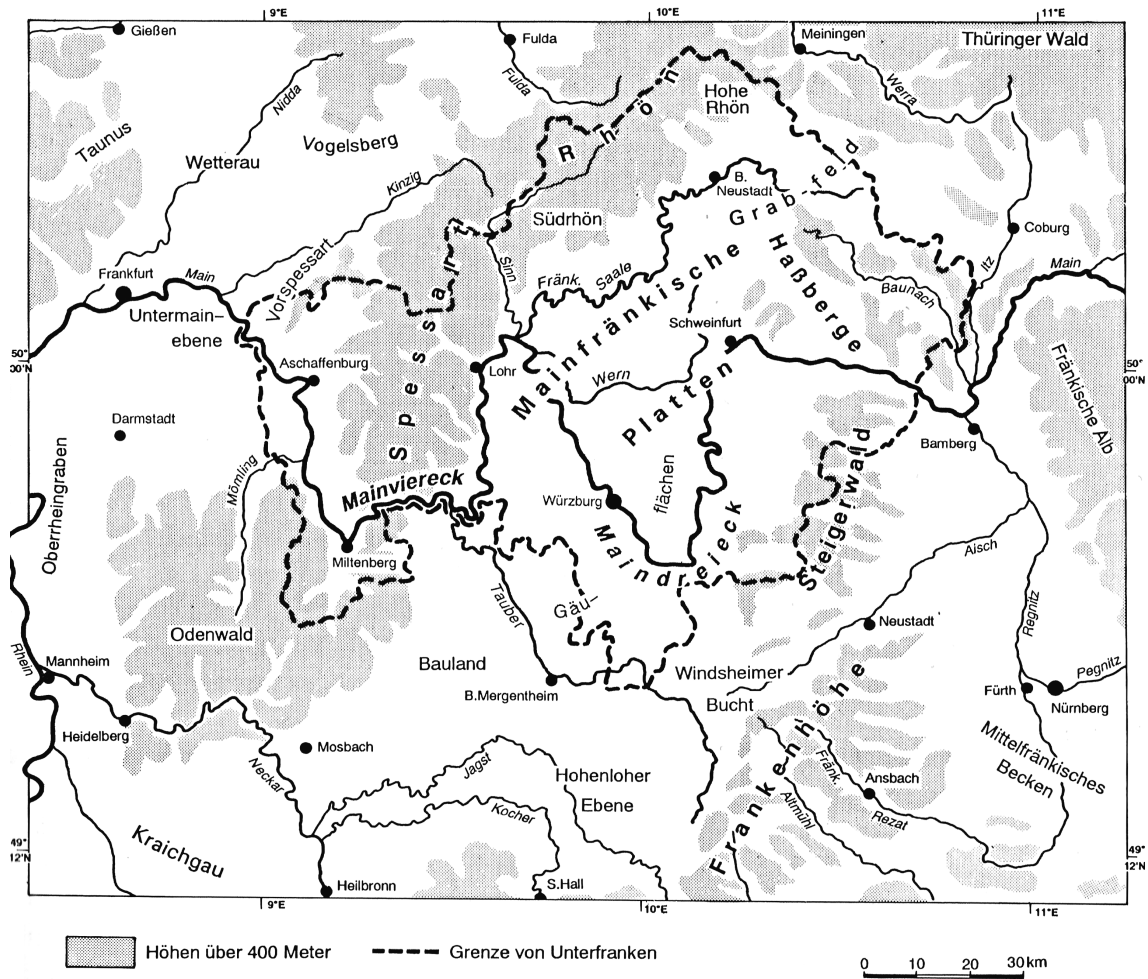 9°E
10°E
11°E
Gießen
Fulda
Meiningen
Thüringer Wald
Fulda
Werra
Nidda
Hohe
Rhön
Taunus
Vogelsberg
Rhön
Wetterau
Kinzig
B.
Neustadt
Grabfeld
Südrhön
Coburg
Frankfurt
Main
Vorspessart
Sinn
Fränk.
Saale
Haßberge
Baunach
Itz
Main
Untermain–
ebene
Mainfränkische
Schweinfurt
50°
30'N
Aschaffenburg
Spessart
Lohr
Wern
Platten
50°
00'N
Fränkische Alb
Darmstadt
Bamberg
Oberrheingraben
Mömling
Mainviereck
Würzburg
flächen
Steigerwald
Maindreieck
Aisch
Miltenberg
Tauber
Gäu–
Regnitz
Odenwald
Neustadt
Rhein
Mannheim
Bauland
Windsheimer
Pegnitz
B.Mergentheim
Bucht
Fürth
Nürnberg
Heidelberg
Mosbach
Frankenhöhe
Mittelfränkisches
Becken
Neckar
Jagst
Hohenloher
Ebene
Fränk.
Ansbach
Kocher
Altmühl
Rezat
Kraichgau
49°
12'N
49°
12'N
Heilbronn
S.Hall
9°E
10°E
11°E
Höhen über 400 Meter
Grenze von Unterfranken
0 10 20 30 km